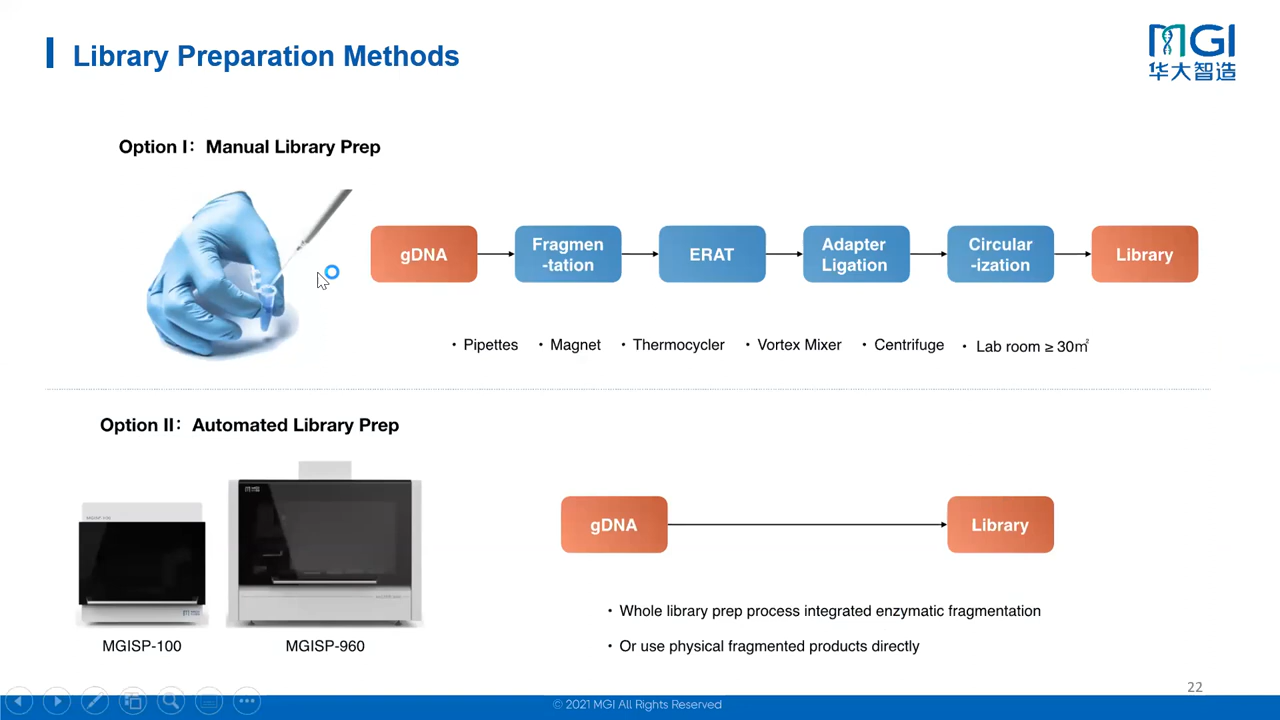 Library Preparation Methods
MGI
华大智造
Option I: Manual Library Prep
gDNA
Fragmen
-tation
ERAT
Adapter
Ligation
Circular
-ization
Library
• Pipettes • Magnet • Thermocycler • Vortex Mixer • Centrifuge • Lab room ≥ 30㎡
Option II: Automated Library Prep
MGISP-100
MGI
gDNA
Library
• Whole library prep process integrated enzymatic fragmentation
• Or use physical fragmented products directly
MGISP-100
MGISP-960
22
© 2021 MGI All Rights Reserved